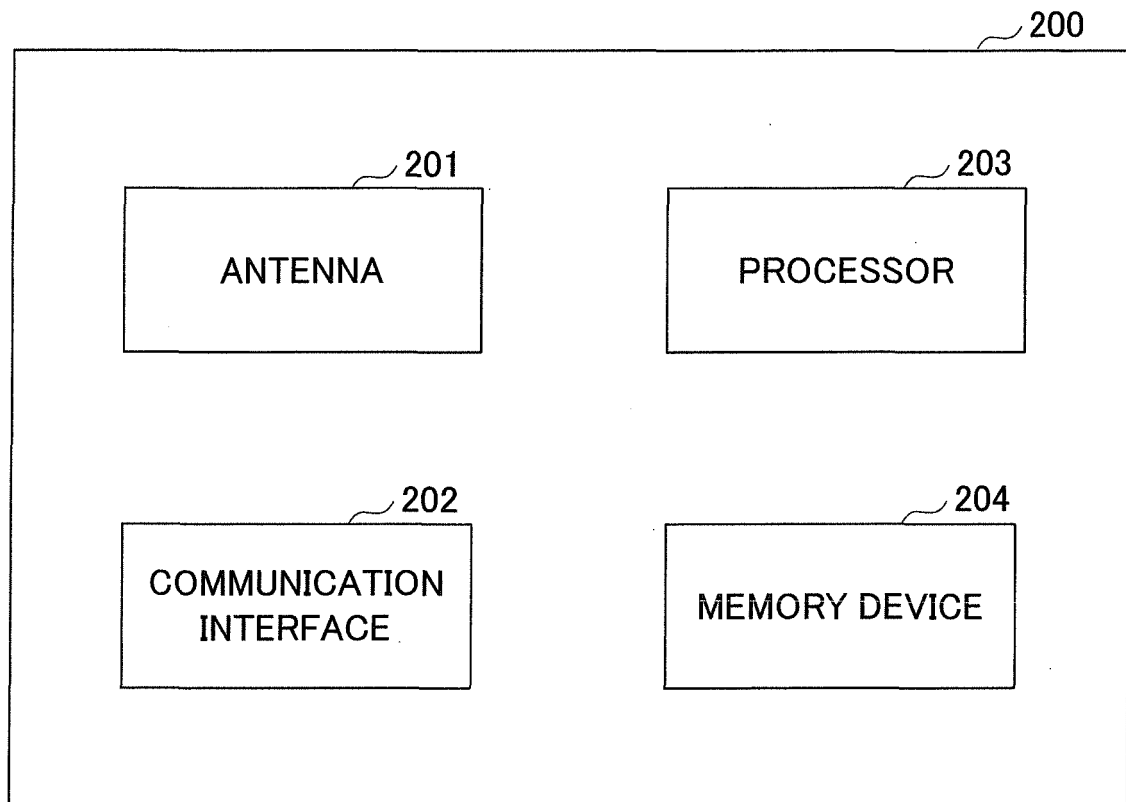 200
201
ANTENNA
203
PROCESSOR
202
COMMUNICATION
INTERFACE
204
MEMORY DEVICE